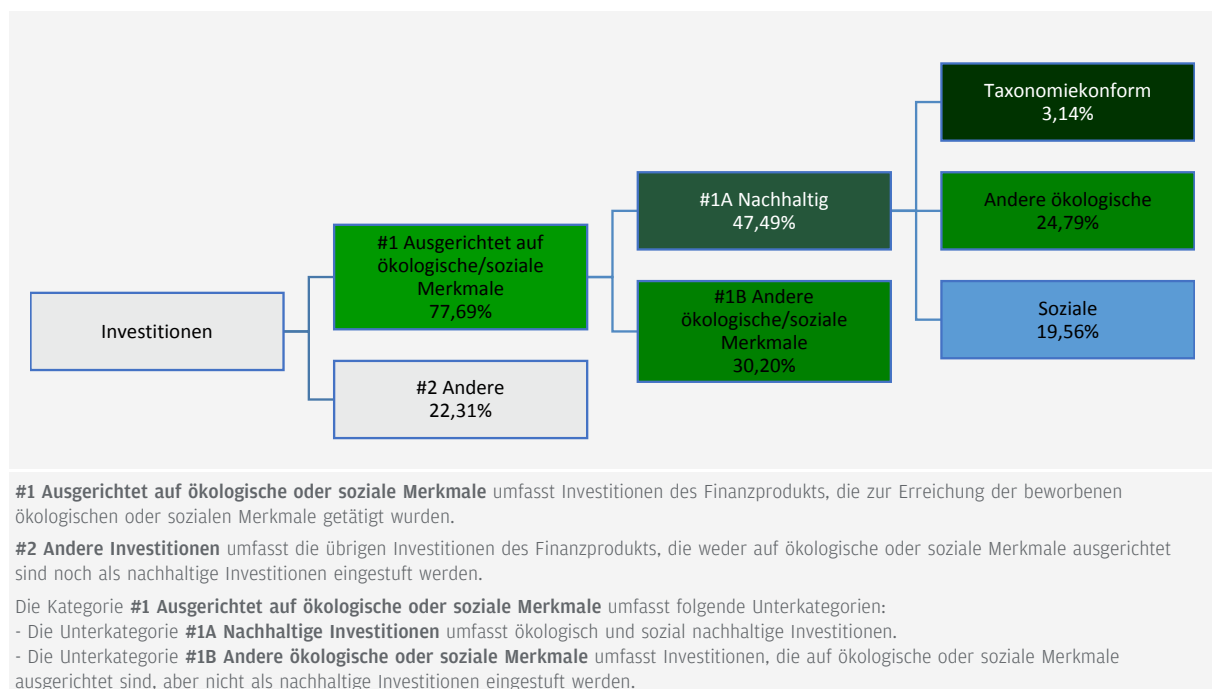 Investitionen
#1 Ausgerichtet auf
ökologische/soziale
Merkmale
77,69%
#2 Andere
22,31%
#1A Nachhaltig
47,49%
#1B Andere
ökologische/soziale
Merkmale
30,20%
Taxonomiekonform
3,14%
Andere ökologische
24,79%
Soziale
19,56%
#1 Ausgerichtet auf ökologische oder soziale Merkmale umfasst Investitionen des Finanzprodukts, die zur Erreichung der beworbenen
ökologischen oder sozialen Merkmale getätigt wurden.
#2 Andere Investitionen umfasst die übrigen Investitionen des Finanzprodukts, die weder auf ökologische oder soziale Merkmale ausgerichtet
sind noch als nachhaltige Investitionen eingestuft werden.
Die Kategorie #1 Ausgerichtet auf ökologische oder soziale Merkmale umfasst folgende Unterkategorien:
- Die Unterkategorie #1A Nachhaltige Investitionen umfasst ökologisch und sozial nachhaltige Investitionen.
- Die Unterkategorie #1B Andere ökologische oder soziale Merkmale umfasst Investitionen, die auf ökologische oder soziale Merkmale
ausgerichtet sind, aber nicht als nachhaltige Investitionen eingestuft werden.